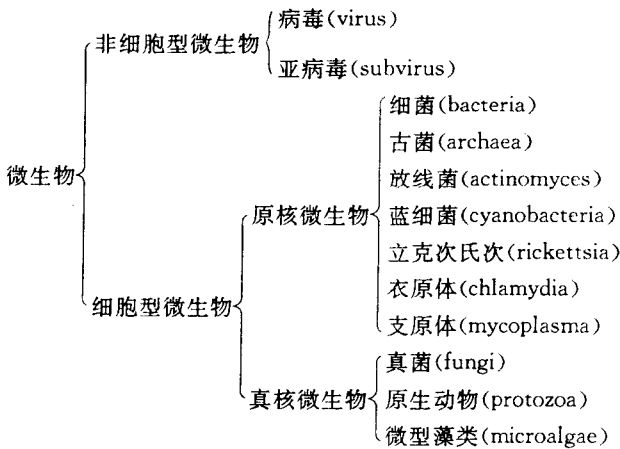 病毒(virus)
非细胞型微生物
亚病毒(subvirus)
细菌(bacteria)
古菌(archaea)
放线菌(actinomyces)
微生物
原核微生物
蓝细菌(cyanobacteria)
立克次氏次(rickettsia)
细胞型微生物
衣原体(chlamydia)
支原体(mycoplasma)
真菌(fungi)
真核微生物
原生动物(protozoa)
微型藻类(microalgae)